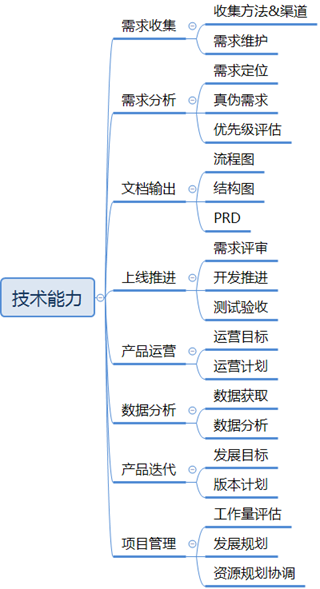 技术能力
需求收集
收集方法&渠道
需求维护
需求分析
需求定位
真伪需求
优先级评估
文档输出
流程图
结构图
PRD
上线推进
需求评审
开发推进
测试验收
产品运营
运营目标
运营计划
数据分析
数据获取
数据分析
产品迭代
发展目标
版本计划
项目管理
工作量评估
发展规划
资源规划协调